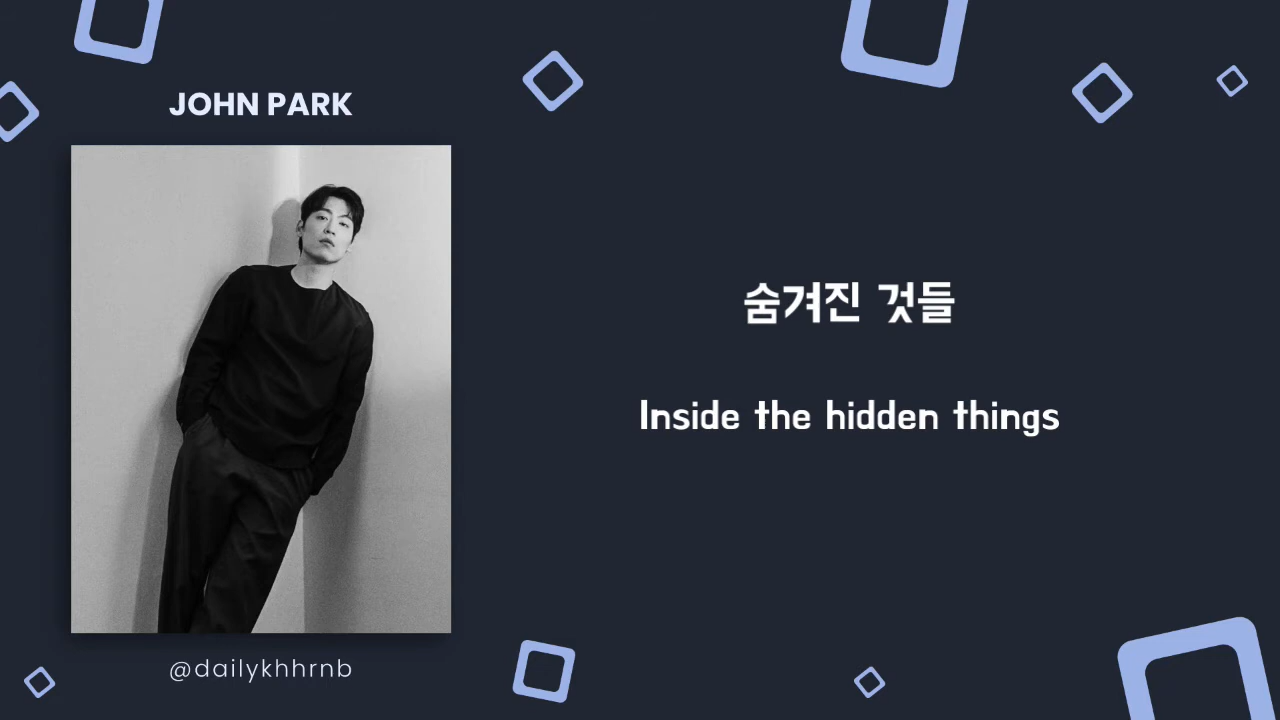 JOHN PARK
숨겨진 것들
Inside the hidden things
@dailykhhrnb